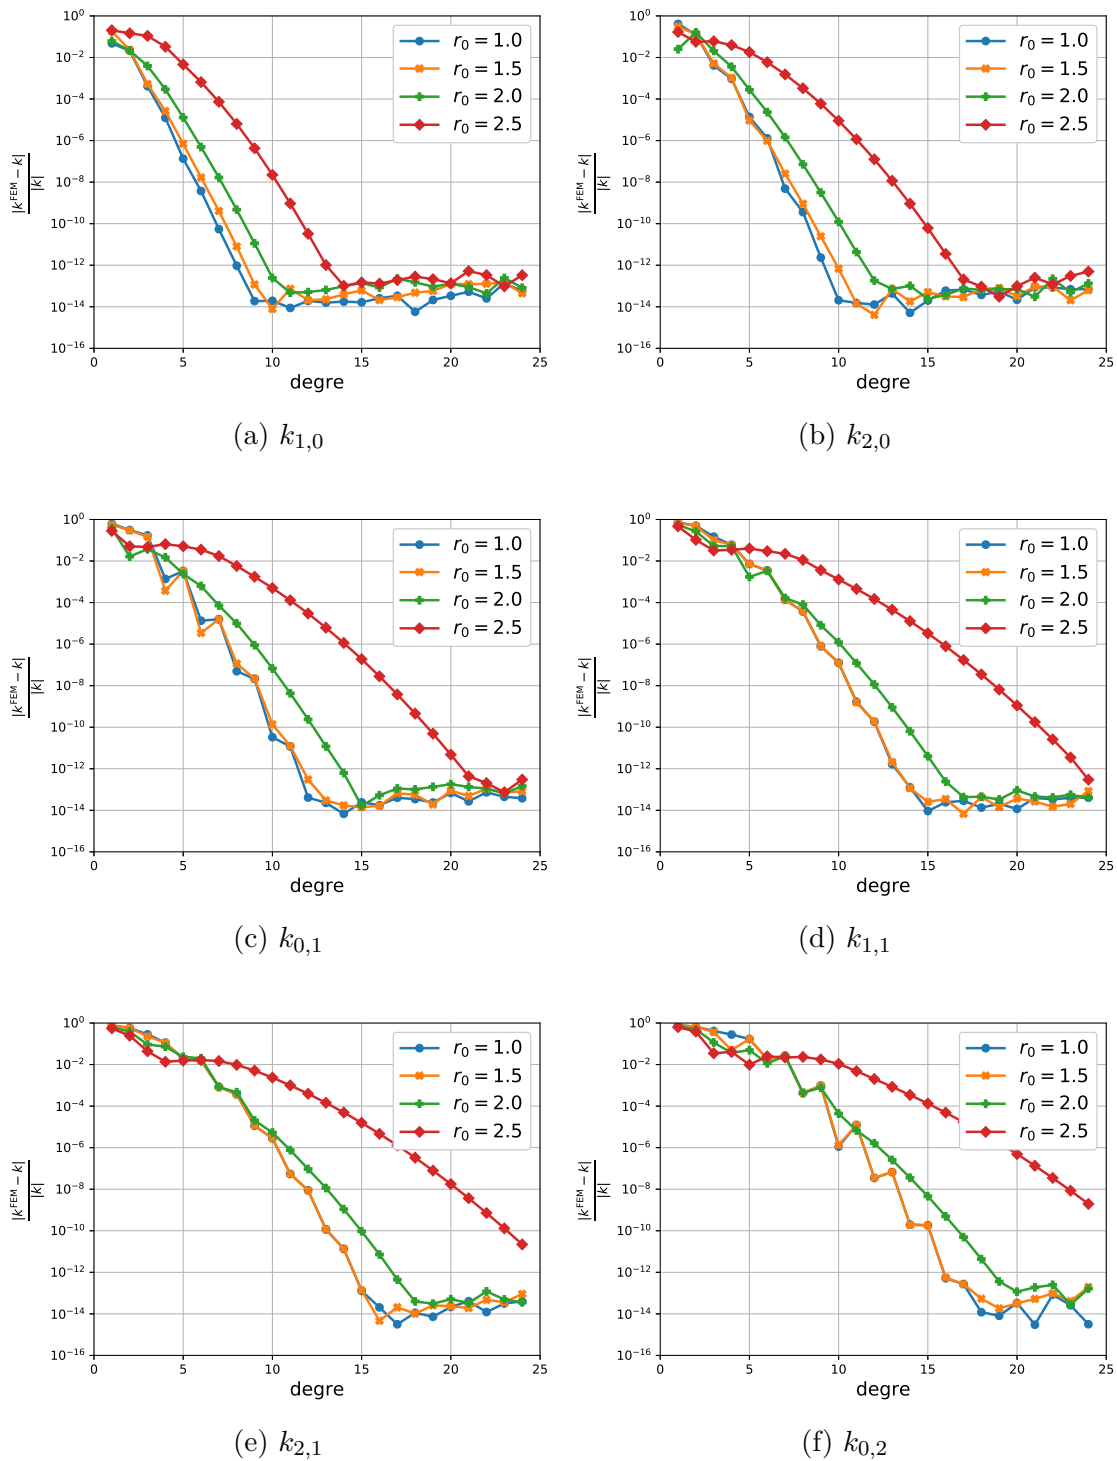 10^0
10^-2
10^-4
10^-6
10^-8
10^-10
10^-12
10^-14
10^-16
0 5 10 15 20 25
|k^FEM − k|
|k|
degre
r_0 = 1.0
r_0 = 1.5
r_0 = 2.0
r_0 = 2.5
(a) k_{1,0}
10^0
10^-2
10^-4
10^-6
10^-8
10^-10
10^-12
10^-14
10^-16
0 5 10 15 20 25
|k^FEM − k|
|k|
degre
r_0 = 1.0
r_0 = 1.5
r_0 = 2.0
r_0 = 2.5
(b) k_{2,0}
10^0
10^-2
10^-4
10^-6
10^-8
10^-10
10^-12
10^-14
10^-16
0 5 10 15 20 25
|k^FEM − k|
|k|
degre
r_0 = 1.0
r_0 = 1.5
r_0 = 2.0
r_0 = 2.5
(c) k_{0,1}
10^0
10^-2
10^-4
10^-6
10^-8
10^-10
10^-12
10^-14
10^-16
0 5 10 15 20 25
|k^FEM − k|
|k|
degre
r_0 = 1.0
r_0 = 1.5
r_0 = 2.0
r_0 = 2.5
(d) k_{1,1}
10^0
10^-2
10^-4
10^-6
10^-8
10^-10
10^-12
10^-14
10^-16
0 5 10 15 20 25
|k^FEM − k|
|k|
degre
r_0 = 1.0
r_0 = 1.5
r_0 = 2.0
r_0 = 2.5
(e) k_{2,1}
10^0
10^-2
10^-4
10^-6
10^-8
10^-10
10^-12
10^-14
10^-16
0 5 10 15 20 25
|k^FEM − k|
|k|
degre
r_0 = 1.0
r_0 = 1.5
r_0 = 2.0
r_0 = 2.5
(f) k_{0,2}